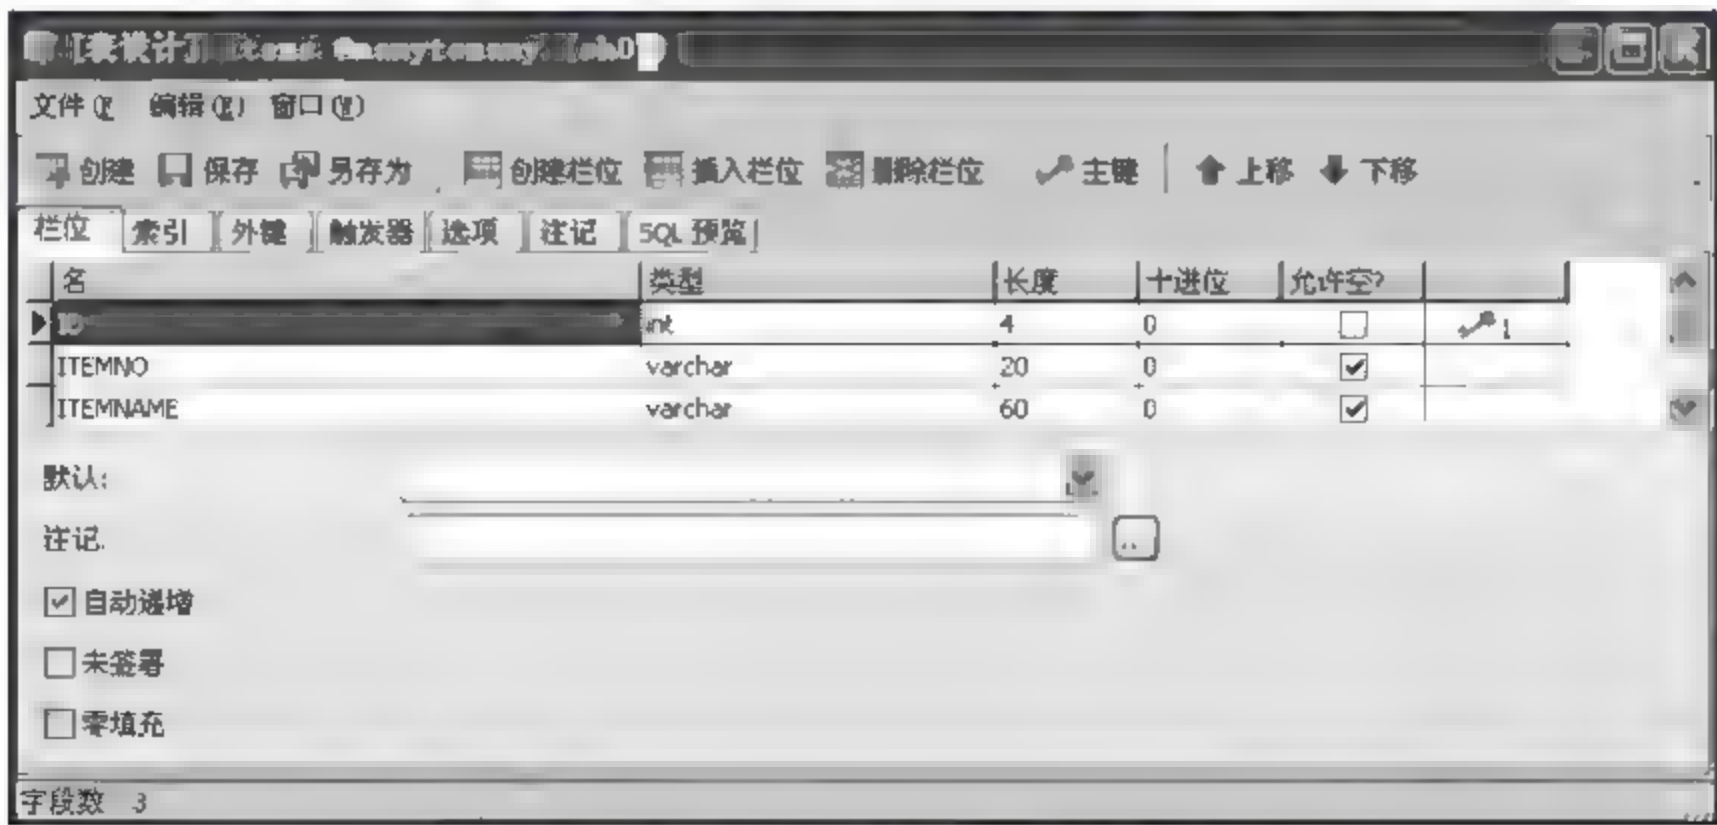 [表设计]
文件(F) 编辑(E) 窗口(W)
创建 保存 另存为 创建栏位 插入栏位 删除栏位 主键 上移 下移
栏位 索引 外键 触发器 选项 注记 SQL 预览
名 类型 长度 十进位 允许空?
ID int 4 0 1
ITEMNO varchar 20 0
ITEMNAME varchar 60 0
默认:
注记:
..
自动递增
未签署
零填充
字段数 3